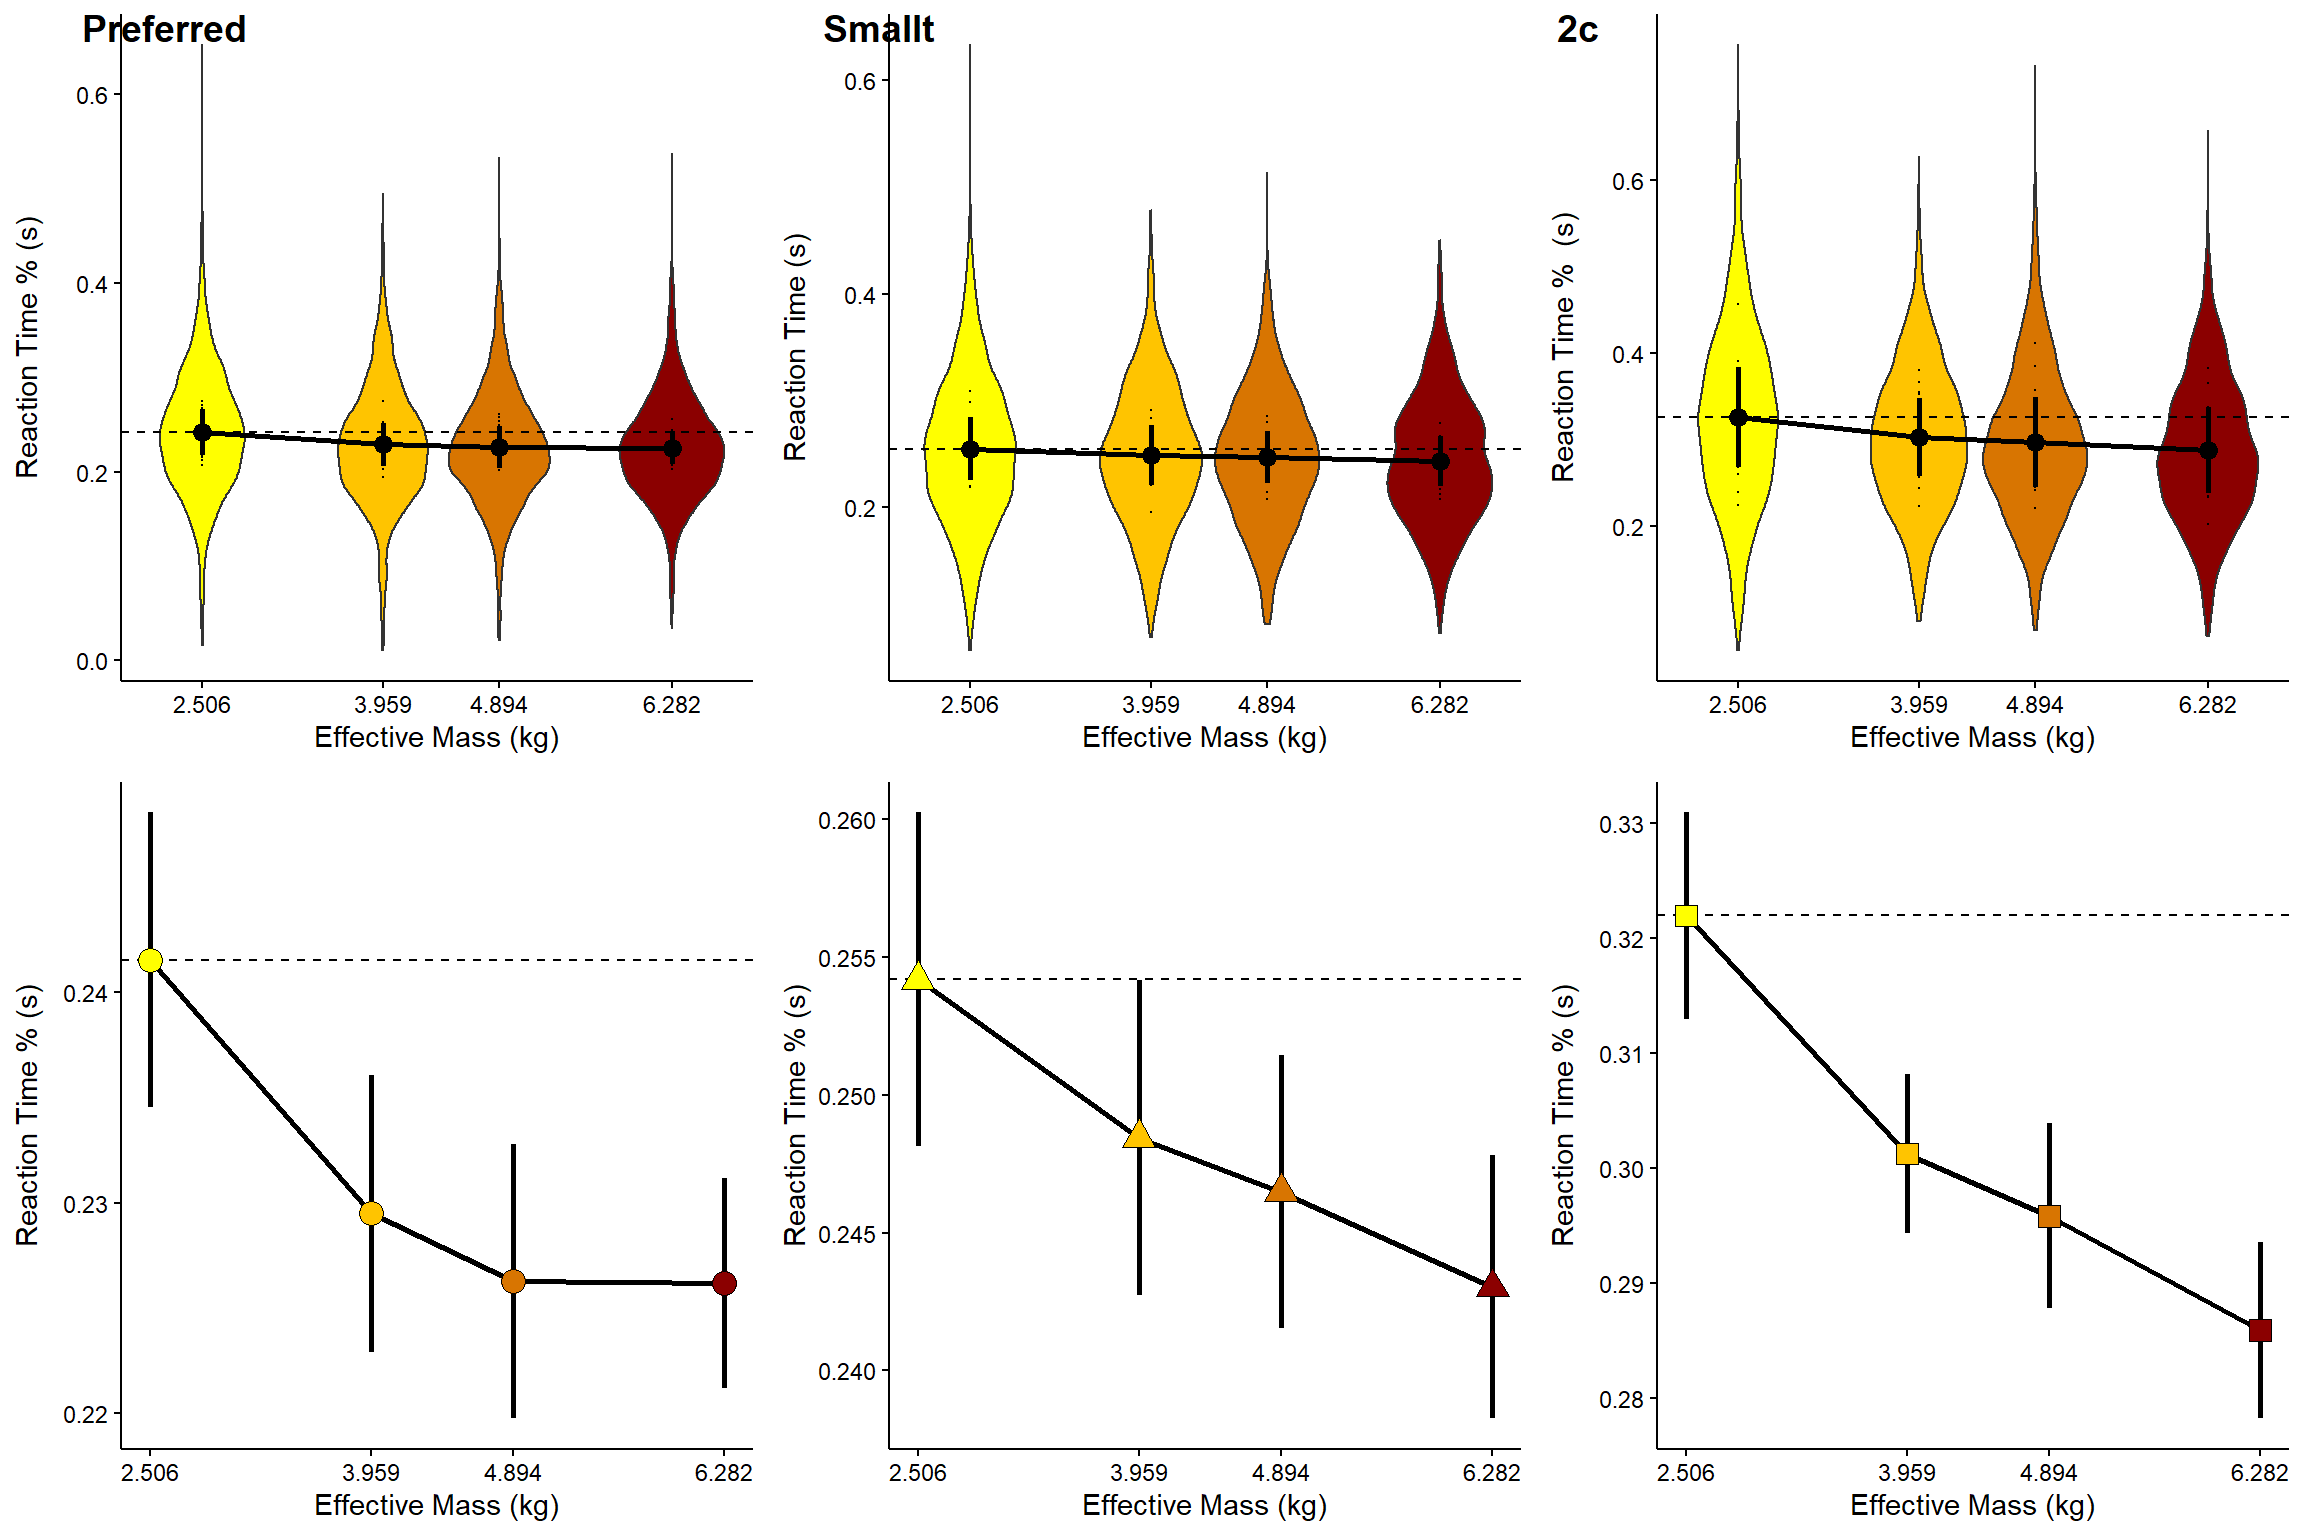 Preferred
Reaction Time % (s)
0.6
0.4
0.2
0.0
2.506 3.959 4.894 6.282
Effective Mass (kg)
Smallt
Reaction Time (s)
0.6
0.4
0.2
2.506 3.959 4.894 6.282
Effective Mass (kg)
2c
Reaction Time %  (s)
0.6
0.4
0.2
2.506 3.959 4.894 6.282
Effective Mass (kg)
Reaction Time % (s)
0.24
0.23
0.22
2.506 3.959 4.894 6.282
Effective Mass (kg)
Reaction Time % (s)
0.260
0.255
0.250
0.245
0.240
2.506 3.959 4.894 6.282
Effective Mass (kg)
Reaction Time % (s)
0.33
0.32
0.31
0.30
0.29
0.28
2.506 3.959 4.894 6.282
Effective Mass (kg)